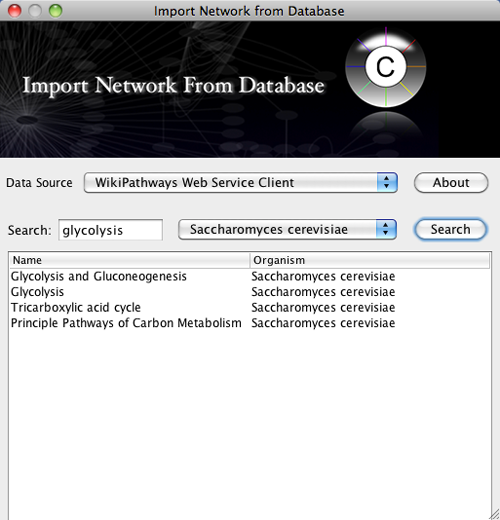 Import Network from Database
Import Network From Database
C
Data Source WikiPathways Web Service Client About
Search: glycolysis Saccharomyces cerevisiae Search
Name Organism
Glycolysis and Gluconeogenesis Saccharomyces cerevisiae
Glycolysis Saccharomyces cerevisiae
Tricarboxylic acid cycle Saccharomyces cerevisiae
Principle Pathways of Carbon Metabolism Saccharomyces cerevisiae